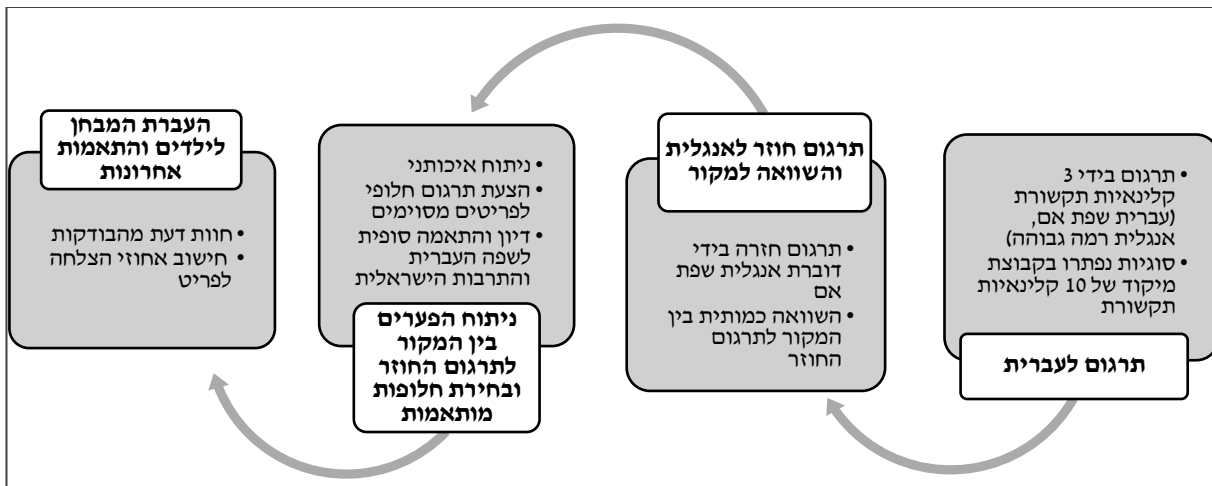 • תרגום בידי 3
קלינאיות תקשורת
(עברית שפת אם,
אנגלית רמה גבוהה)
• סוגיות נפתרו בקבוצת
מיקוד של 10 קלינאיות
תקשורת
תרגום לעברית
תרגום חוזר לאנגלית
והשוואה למקור
• תרגום חזרה בידי
דוברת אנגלית שפת
אם
• השוואה כמותית בין
המקור לתרגום
החוזר
• ניתוח איכותני
• הצעת תרגום חלופי
לפריטים מסוימים
• דיון והתאמה סופית
לשפה העברית
והתרבות הישראלית
ניתוח הפערים
בין המקור
לתרגום החוזר
ובחירת חלופות
מותאמות
העברת המבחן
לילדים והתאמות
אחרונות
• חוות דעת מהבודקות
• חישוב אחוזי הצלחה
לפריט